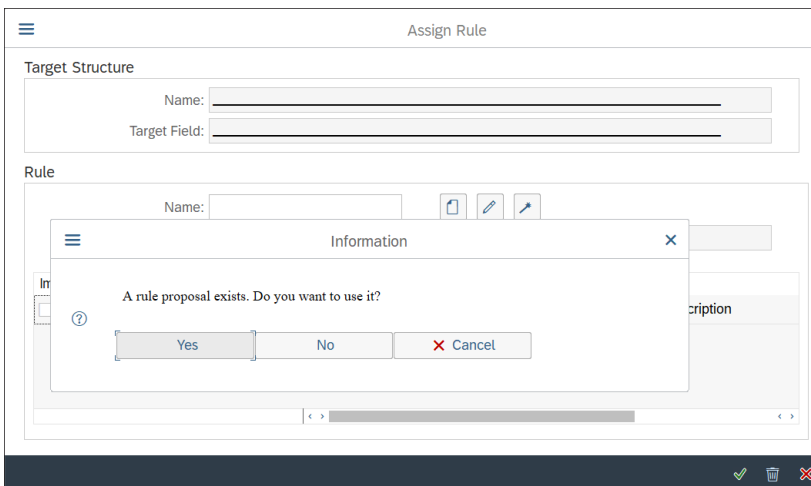 Assign Rule
Target Structure
Name:
Target Field:
Rule
Name:
Information
A rule proposal exists. Do you want to use it?
Yes No Cancel